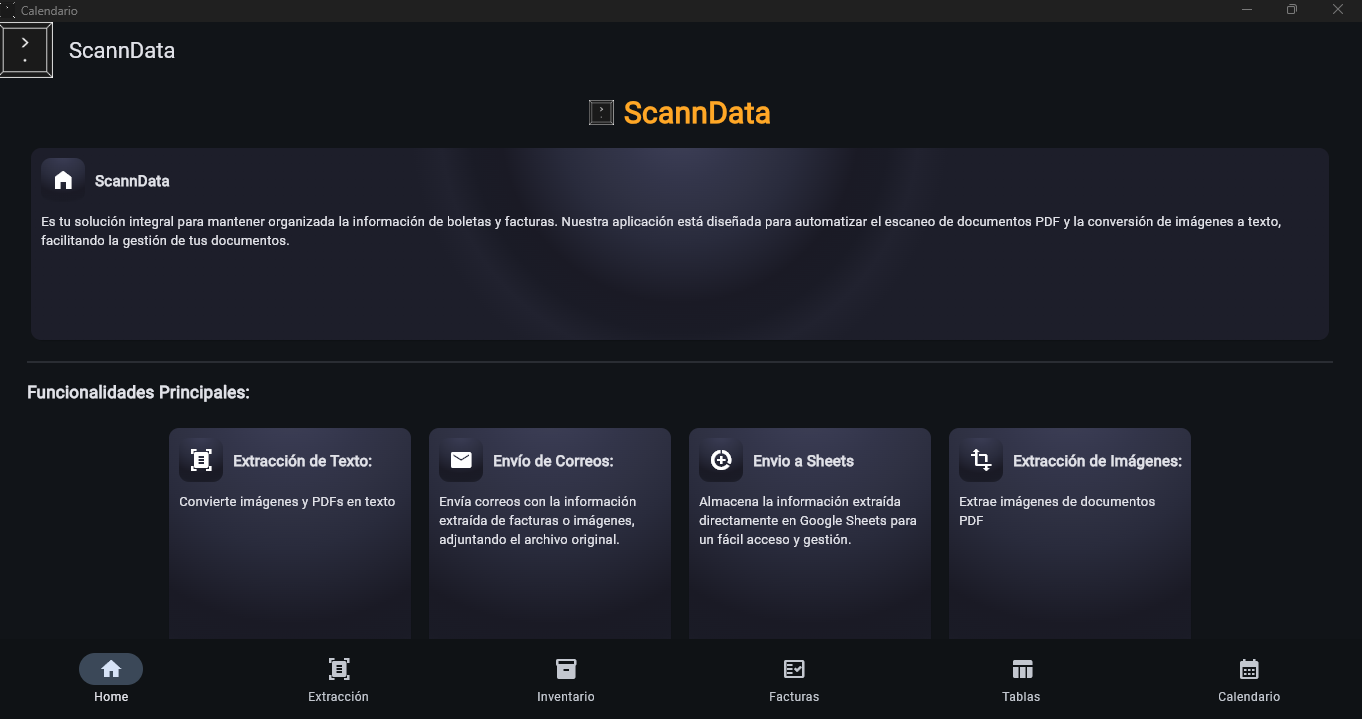 Calendario
ScannData
ScannData
ScannData
Es tu solución integral para mantener organizada la información de boletas y facturas. Nuestra aplicación está diseñada para automatizar el escaneo de documentos PDF y la conversión de imágenes a texto,
facilitando la gestión de tus documentos.
Funcionalidades Principales:
Extracción de Texto:
Convierte imágenes y PDFs en texto
Envío de Correos:
Envía correos con la información
extraída de facturas o imágenes,
adjuntando el archivo original.
Envio a Sheets
Almacena la información extraída
directamente en Google Sheets para
un fácil acceso y gestión.
Extracción de Imágenes:
Extrae imágenes de documentos
PDF
Home
Extracción
Inventario
Facturas
Tablas
Calendario